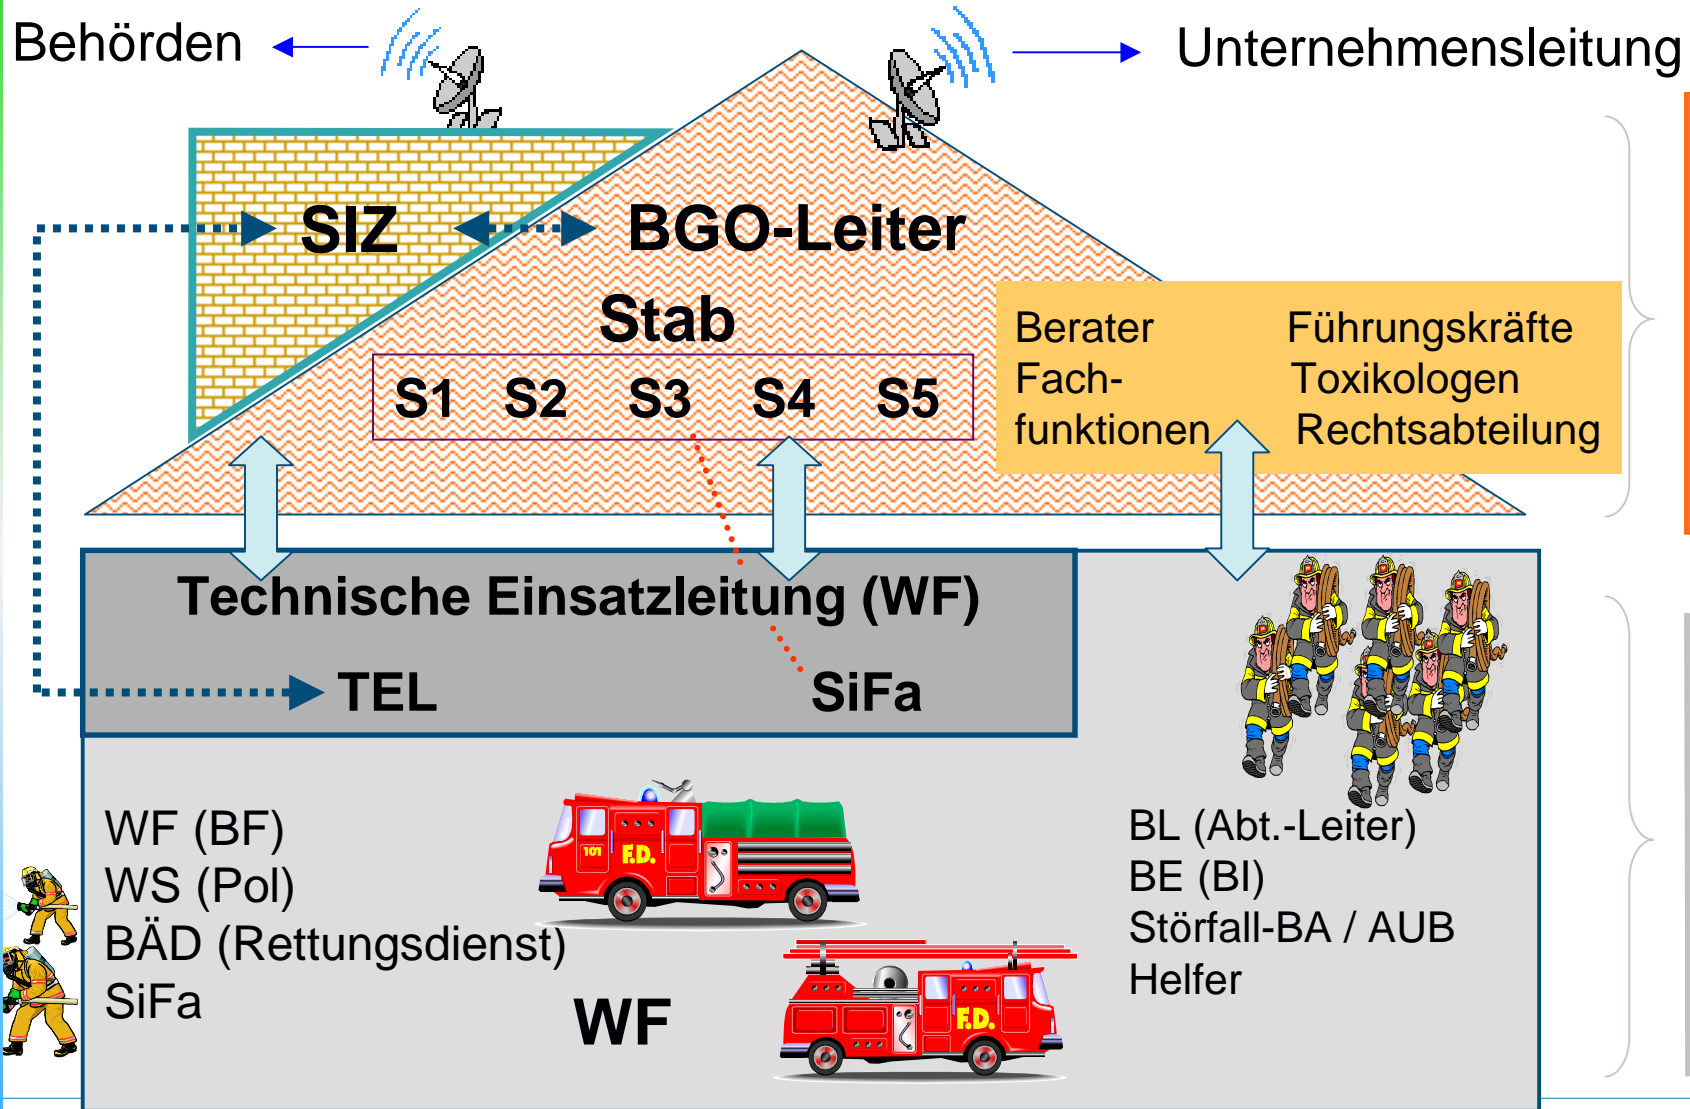 Behörden
Unternehmensleitung
SIZ
BGO-Leiter
Stab
S1 S2 S3 S4 S5
Berater Führungskräfte
Fach- Toxikologen
funktionen Rechtsabteilung
Technische Einsatzleitung (WF)
TEL SiFa
WF (BF)
WS (Pol)
BÄD (Rettungsdienst)
SiFa
101 F.D.
WF
F.D.
BL (Abt.-Leiter)
BE (BI)
Störfall-BA / AUB
Helfer